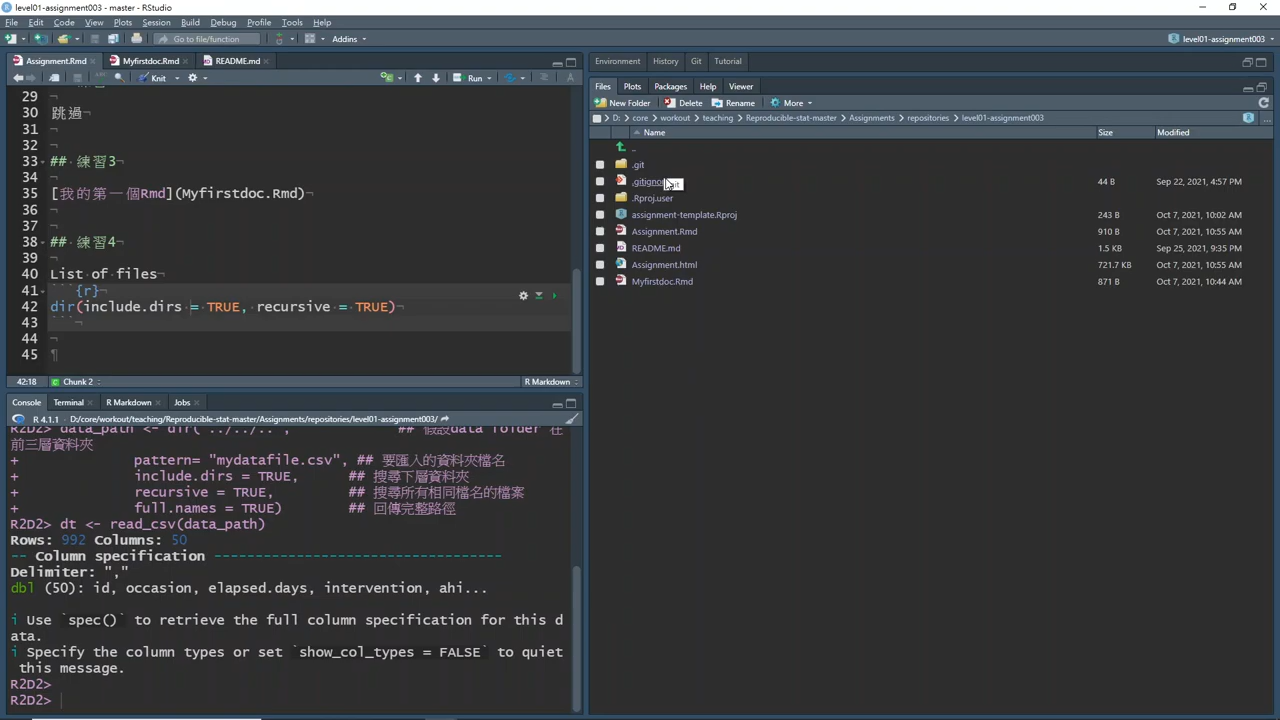 level01-assignment003 - master - RStudio
File Edit Code View Plots Session Build Debug Profile Tools Help
Go to file/function Addins level01-assignment003
Assignment.Rmd Myfirstdoc.Rmd README.md
Knit Run
29
30 跳過
31
32
33 ## 練習3
34
35 [我的第一個Rmd](Myfirstdoc.Rmd)
36
37
38 ## 練習4
39
40 List of files
41 ```{r}
42 dir(include.dirs = TRUE, recursive = TRUE)
43 ```
44
45
42:18 Chunk 2 R Markdown
Console Terminal R Markdown Jobs
R 4.1.1 · D:/core/workout/teaching/Reproducible-stat-master/Assignments/repositories/level01-assignment003/
R2D2> data_path <- dir("../../..", ## 假設data folder 在
前三層資料夾
+ pattern= "mydatafile.csv", ## 要匯入的資料夾檔名
+ include.dirs = TRUE, ## 搜尋下層資料夾
+ recursive = TRUE, ## 搜尋所有相同檔名的檔案
+ full.names = TRUE) ## 回傳完整路徑
R2D2> dt <- read_csv(data_path)
Rows: 992 Columns: 50
-- Column specification --------------------------------
Delimiter: ","
dbl (50): id, occasion, elapsed.days, intervention, ahi...
i Use `spec()` to retrieve the full column specification for this d
ata.
i Specify the column types or set `show_col_types = FALSE` to quiet
this message.
R2D2>
R2D2>
Environment History Git Tutorial
Files Plots Packages Help Viewer
New Folder Delete Rename More
D: > core > workout > teaching > Reproducible-stat-master > Assignments > repositories > level01-assignment003
Name Size Modified
..
.git
.gitigno 44 B Sep 22, 2021, 4:57 PM
.Rproj.user
assignment-template.Rproj 243 B Oct 7, 2021, 10:02 AM
Assignment.Rmd 910 B Oct 7, 2021, 10:55 AM
README.md 1.5 KB Sep 25, 2021, 9:35 PM
Assignment.html 721.7 KB Oct 7, 2021, 10:55 AM
Myfirstdoc.Rmd 871 B Oct 7, 2021, 10:44 AM